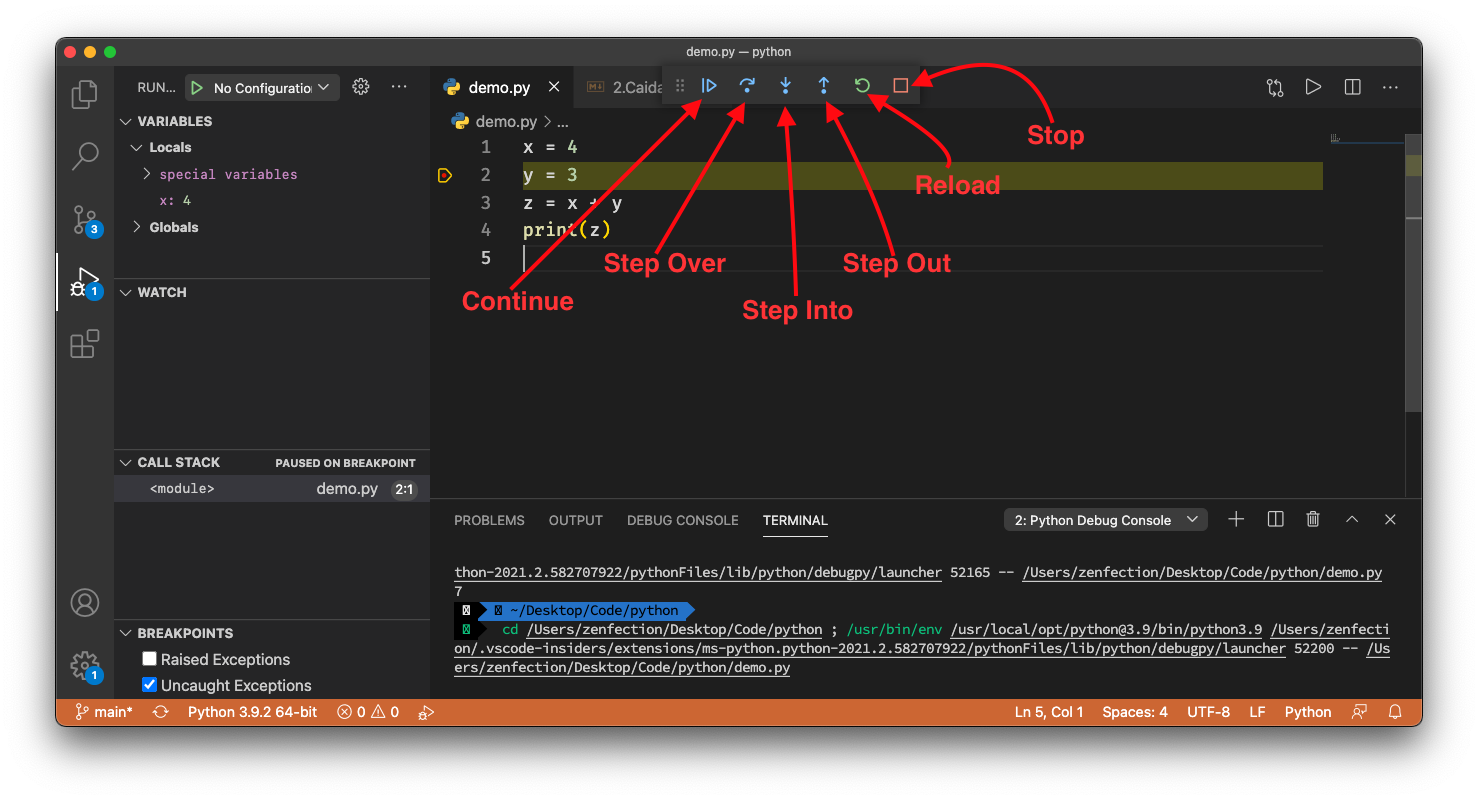 demo.py — python
RUN... No Configuratio
demo.py
2.Caida
VARIABLES
Locals
special variables
x: 4
Globals
WATCH
CALL STACK PAUSED ON BREAKPOINT
<module> demo.py 2:1
BREAKPOINTS
Raised Exceptions
Uncaught Exceptions
3
1
1
demo.py > ...
1 x = 4
2 y = 3
3 z = x + y
4 print(z)
5
Stop
Reload
Step Over
Step Out
Continue
Step Into
PROBLEMS OUTPUT DEBUG CONSOLE TERMINAL 2: Python Debug Console
thon-2021.2.582707922/pythonFiles/lib/python/debugpy/launcher 52165 -- /Users/zenfection/Desktop/Code/python/demo.py
7
~/Desktop/Code/python
cd /Users/zenfection/Desktop/Code/python ; /usr/bin/env /usr/local/opt/python@3.9/bin/python3.9 /Users/zenfecti
on/.vscode-insiders/extensions/ms-python.python-2021.2.582707922/pythonFiles/lib/python/debugpy/launcher 52200 -- /Us
ers/zenfection/Desktop/Code/python/demo.py
main* Python 3.9.2 64-bit 0 0 Ln 5, Col 1 Spaces: 4 UTF-8 LF Python